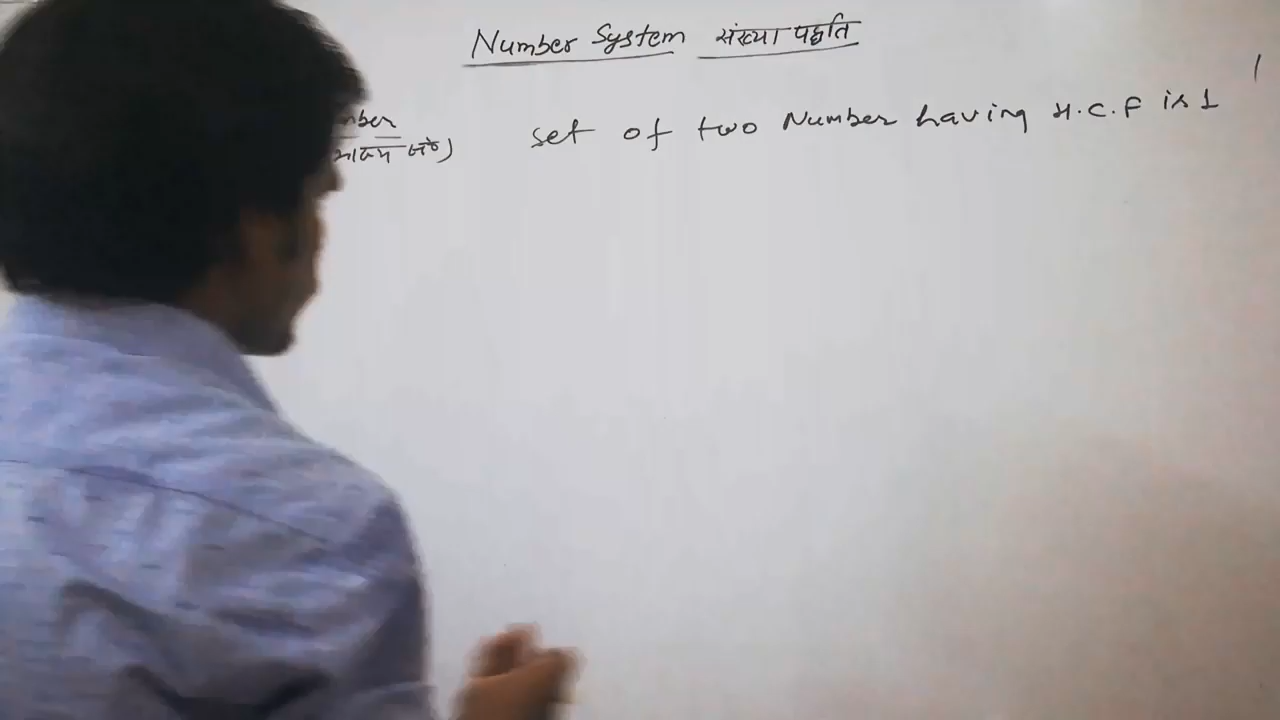 Number System संख्या पद्धति
set of two Number having H.C.F is 1